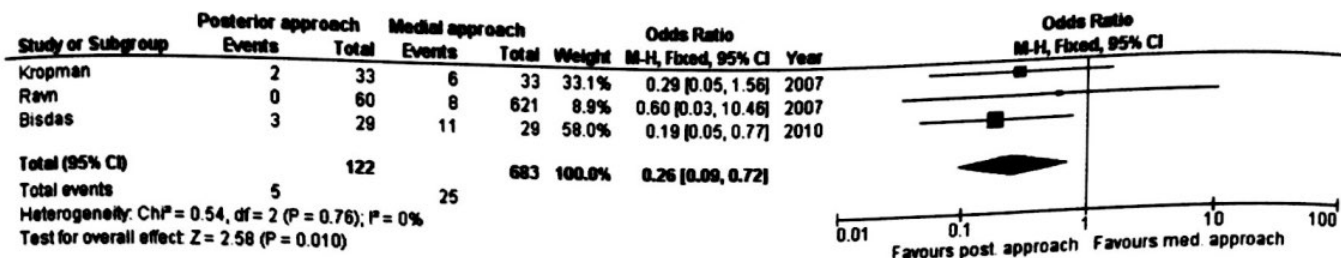 Posterior approach Medial approach Odds Ratio Odds Ratio
Study or Subgroup Events Total Events Total Weight M-H, Fixed, 95% CI Year M-H, Fixed, 95% CI
Kropman 2 33 6 33 33.1% 0.29 [0.05, 1.56] 2007
Ravn 0 60 8 621 8.9% 0.60 [0.03, 10.46] 2007
Bisdas 3 29 11 29 58.0% 0.19 [0.05, 0.77] 2010
Total (95% CI) 122 683 100.0% 0.26 [0.09, 0.72]
Total events 5 25
Heterogeneity: Chi² = 0.54, df = 2 (P = 0.76); I² = 0%
Test for overall effect: Z = 2.58 (P = 0.010)
0.01 0.1 1 10 100
Favours post. approach Favours med. approach